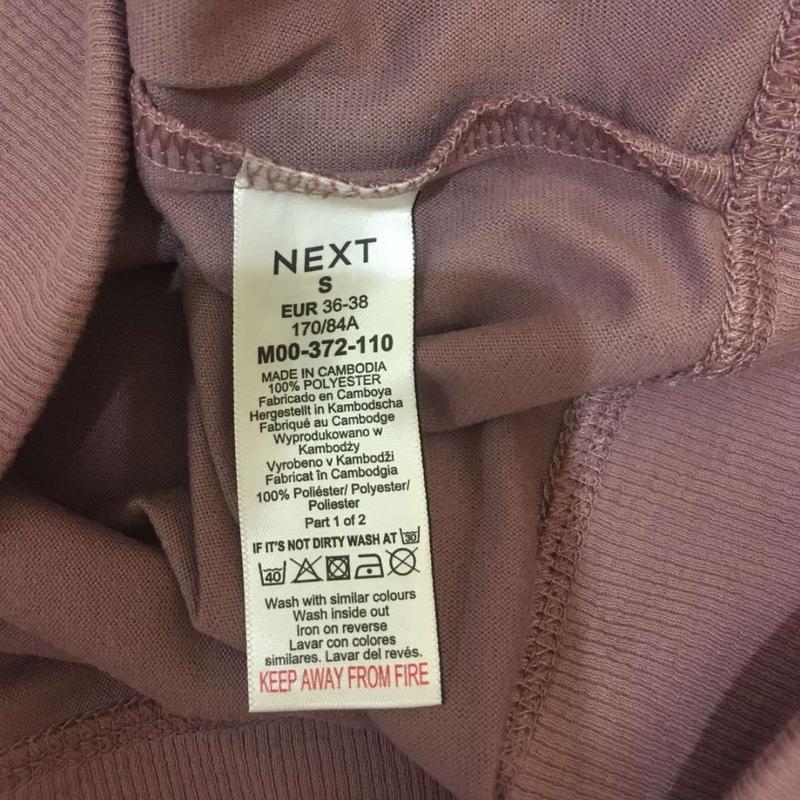 NEXT
S
EUR 36-38
170/84A
M00-372-110
MADE IN CAMBODIA
100% POLYESTER
Fabricado en Camboya
Hergestellt in Kambodscha
Fabriqué au Cambodge
Wyprodukowano w
Kambodży
Vyrobeno v Kambodži
Fabricat în Cambodgia
100% Poliéster/ Polyester/
Poliester
Part 1 of 2
IF IT'S NOT DIRTY WASH AT 30
40
Wash with similar colours
Wash inside out
Iron on reverse
Lavar con colores
similares. Lavar del revés.
KEEP AWAY FROM FIRE